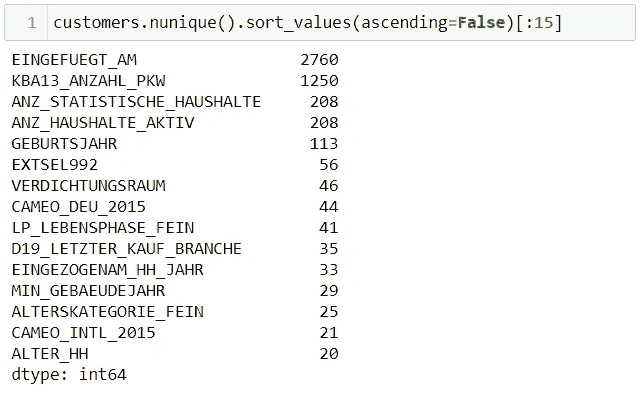 1 customers.nunique().sort_values(ascending=False)[:15]
EINGEFUEGT_AM 2760
KBA13_ANZAHL_PKW 1250
ANZ_STATISTISCHE_HAUSHALTE 208
ANZ_HAUSHALTE_AKTIV 208
GEBURTSJAHR 113
EXTSEL992 56
VERDICHTUNGSRAUM 46
CAMEO_DEU_2015 44
LP_LEBENSPHASE_FEIN 41
D19_LETZTER_KAUF_BRANCHE 35
EINGEZOGENAM_HH_JAHR 33
MIN_GEBAEUDEJAHR 29
ALTERSKATEGORIE_FEIN 25
CAMEO_INTL_2015 21
ALTER_HH 20
dtype: int64